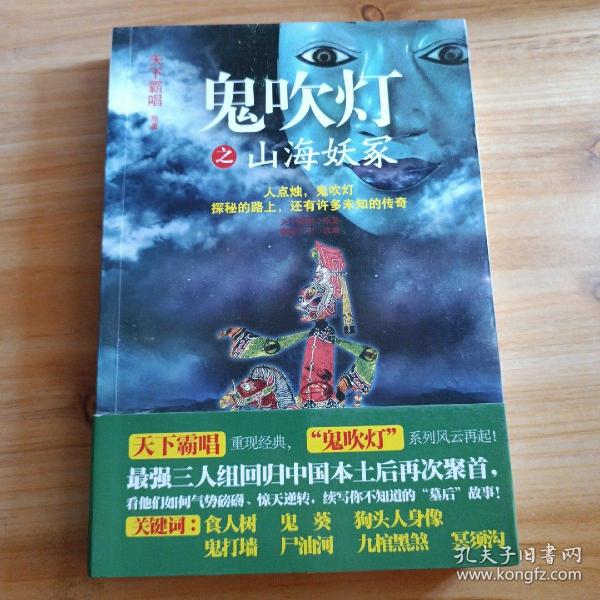 天下霸唱
鬼吹灯
之 山海妖冢
人点烛，鬼吹灯
探秘的路上，还有许多未知的传奇
天下霸唱 重现经典，“鬼吹灯” 系列风云再起！
最强三人组回归中国本土后再次聚首，
看他们如何气势磅礴、惊天逆转，续写你不知道的“墓后”故事！
关键词： 食人树 鬼葵 狗头人身像
鬼打墙 尸油河 九棺黑煞 冥须沟
孔夫子旧书网
www.kongfz.com